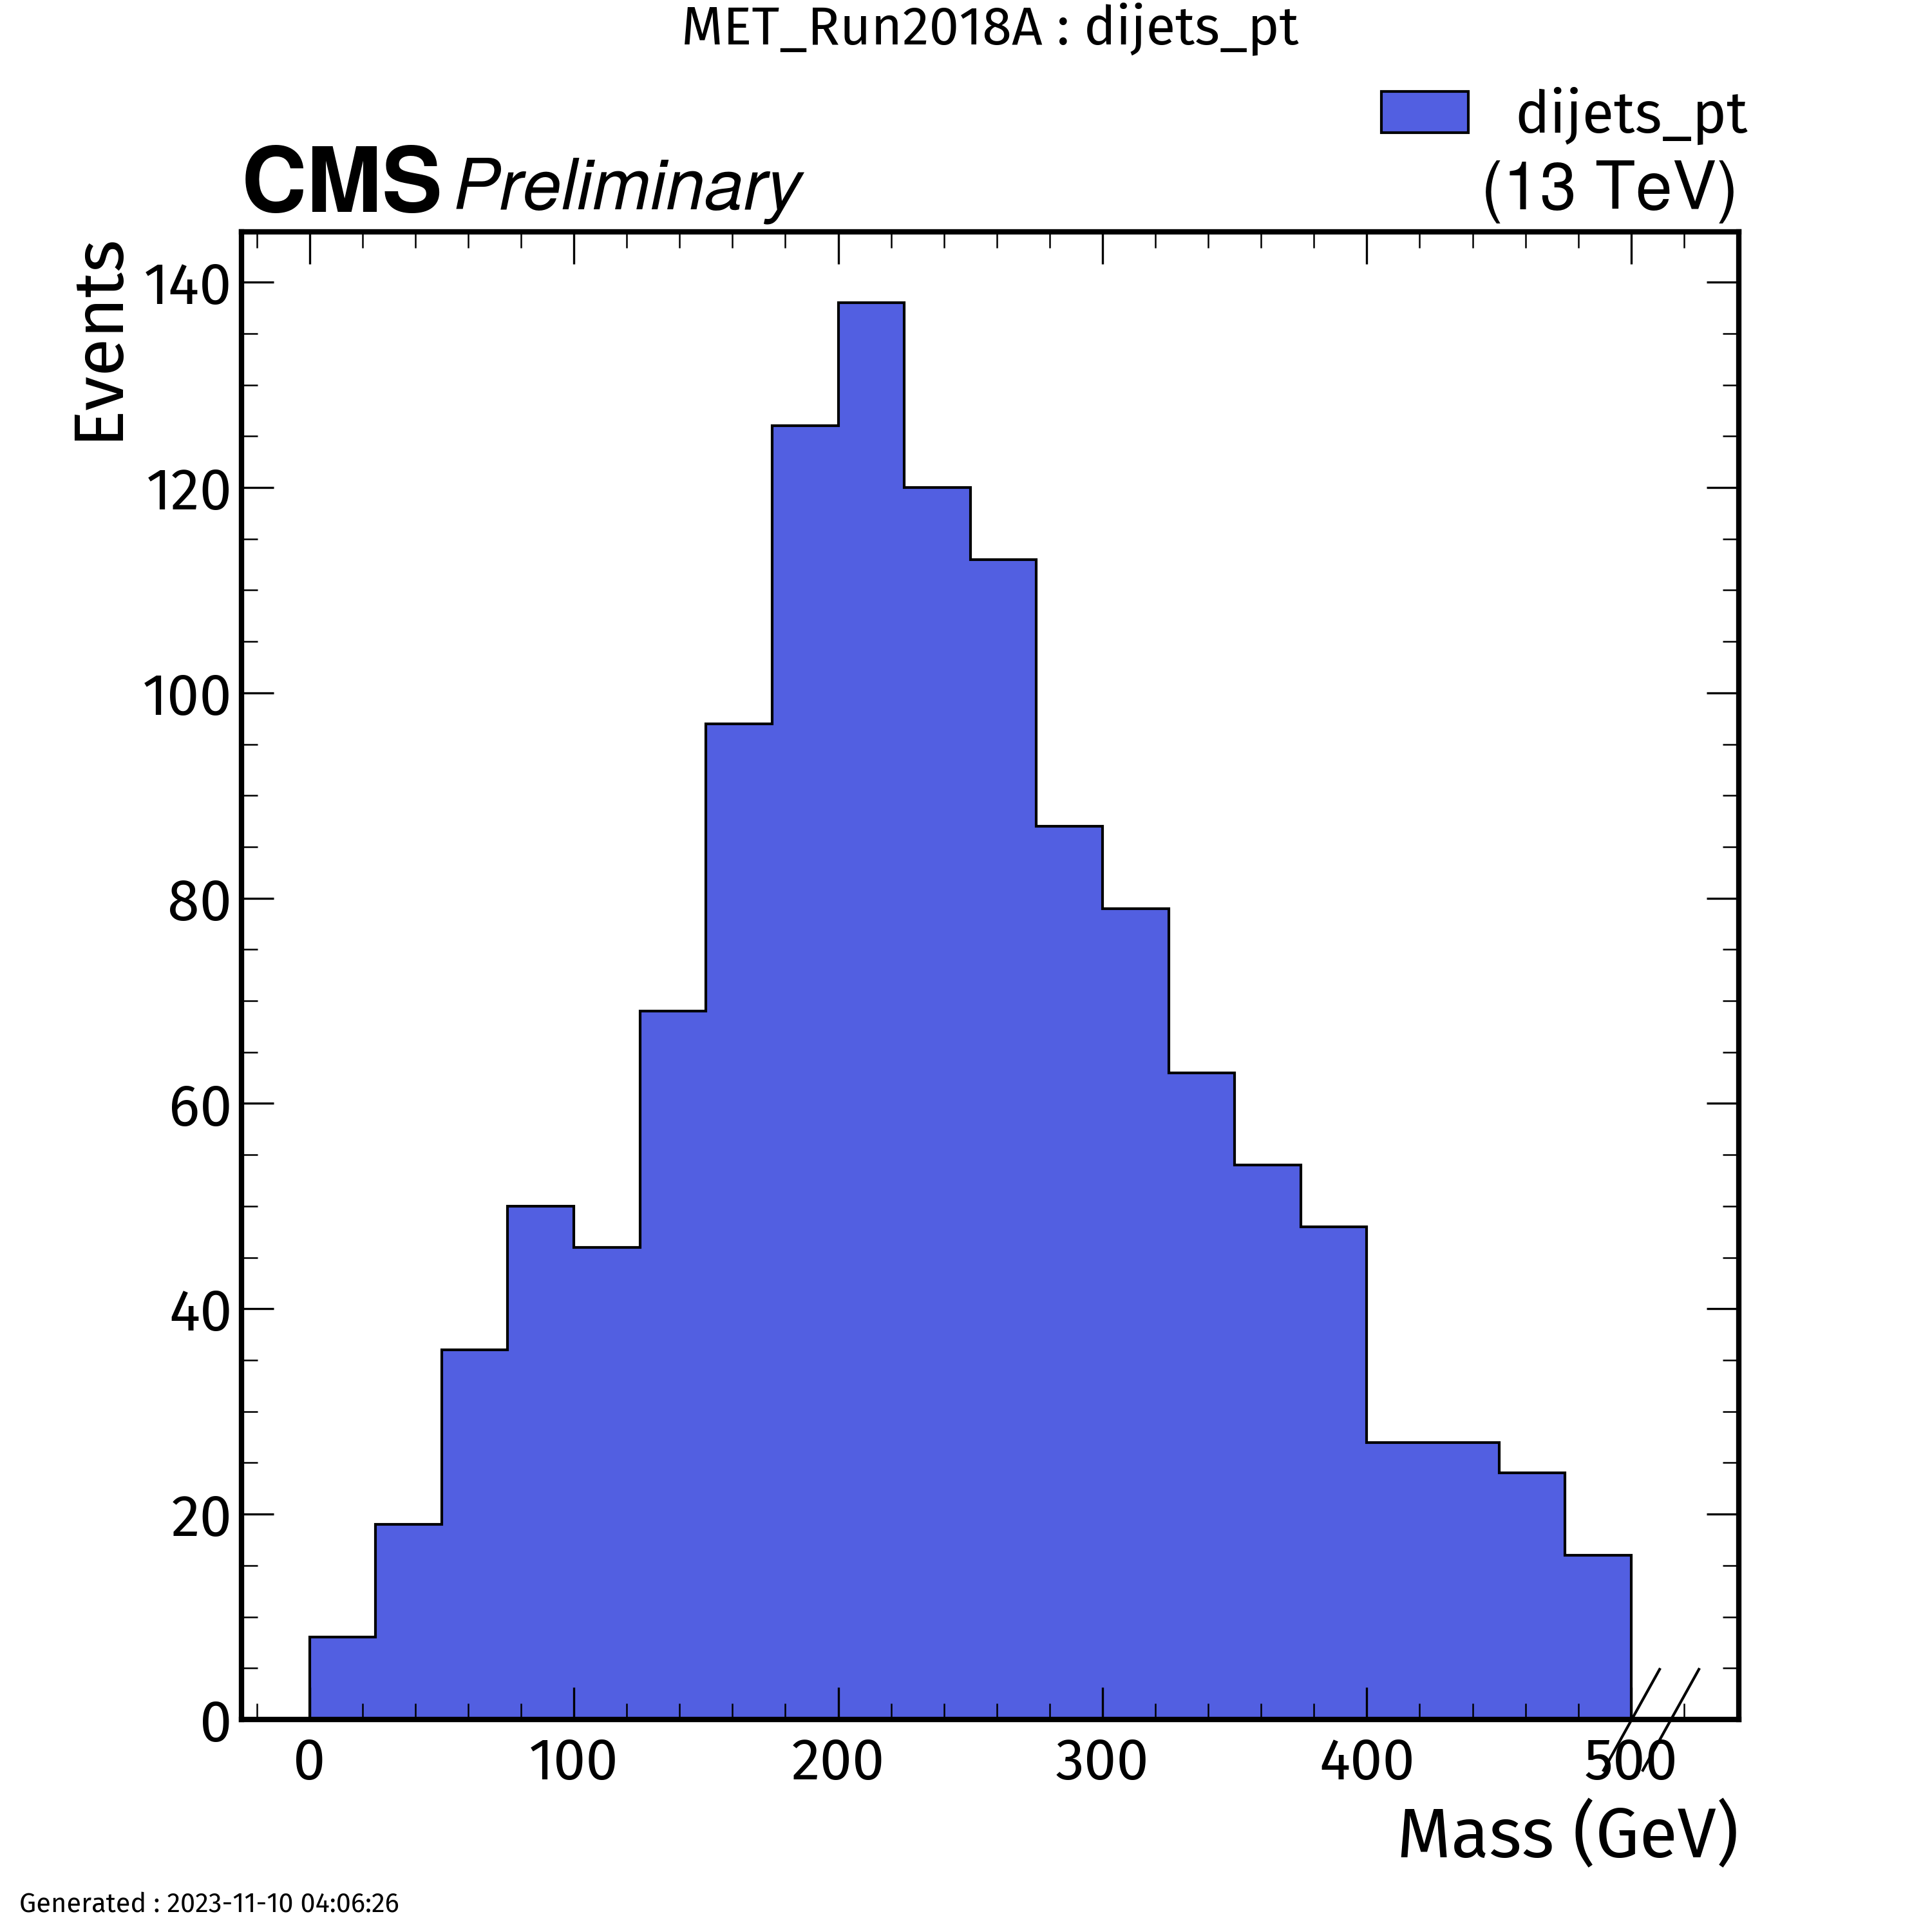 MET_Run2018A : dijets_pt
dijets_pt
CMS Preliminary
(13 TeV)
Events
140
120
100
80
60
40
20
0
0 100 200 300 400 500
Mass (GeV)
Generated : 2023-11-10 04:06:26